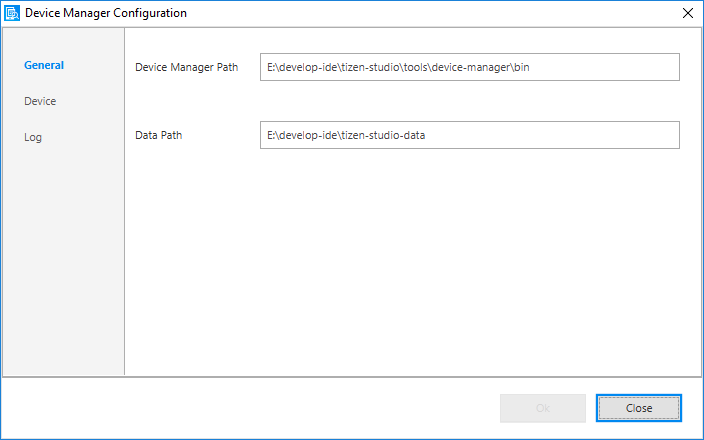 Device Manager Configuration
General
Device
Log
Device Manager Path
E:\develop-ide\tizen-studio\tools\device-manager\bin
Data Path
E:\develop-ide\tizen-studio-data
Ok
Close